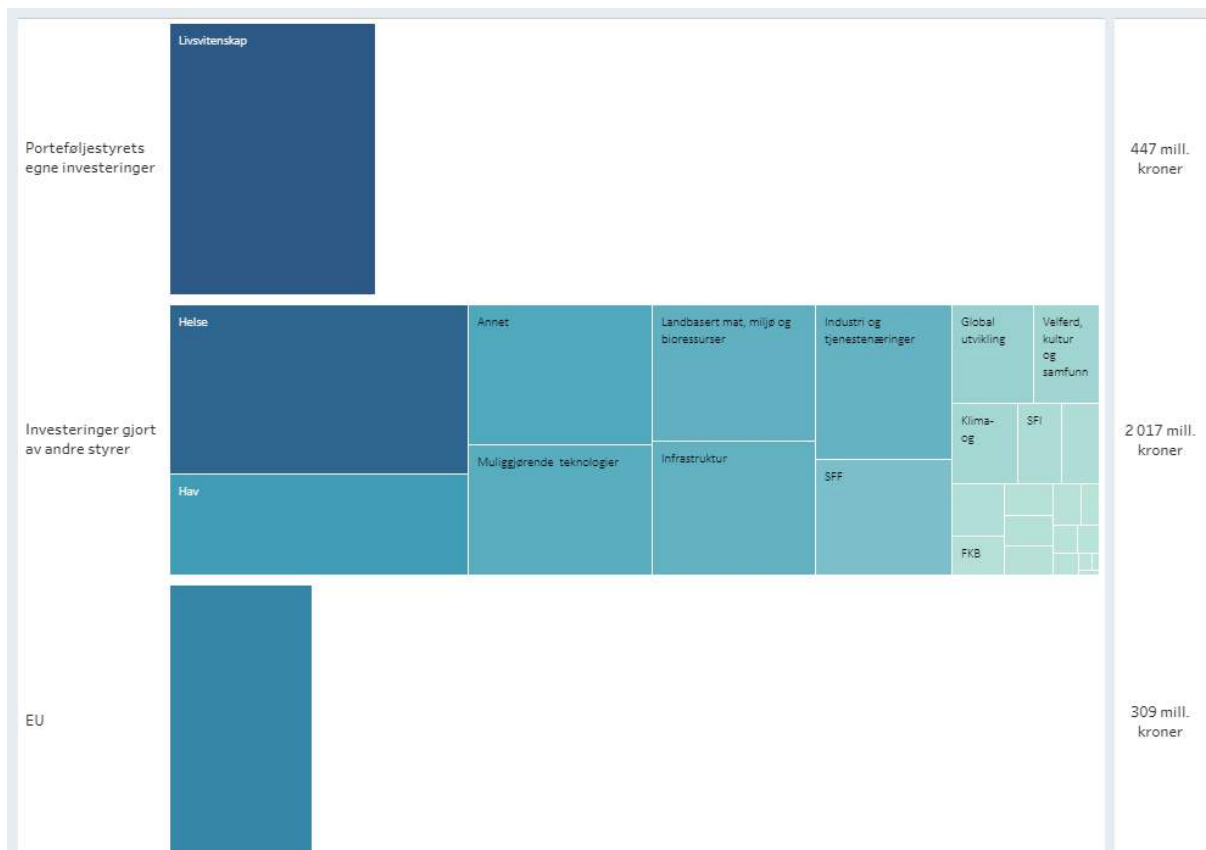 Livsvitenskap
Porteføljestyrets
egne investeringer
447 mill.
kroner
Helse
Annet
Landbasert mat, miljø og
bioressurser
Industri og
tjenestenæringer
Global
utvikling
Velferd,
kultur
og
samfunn
Klima-
og
SFI
Investeringer gjort
av andre styrer
2 017 mill.
kroner
Hav
Muliggjørende teknologier
Infrastruktur
SFF
FKB
EU
309 mill.
kroner